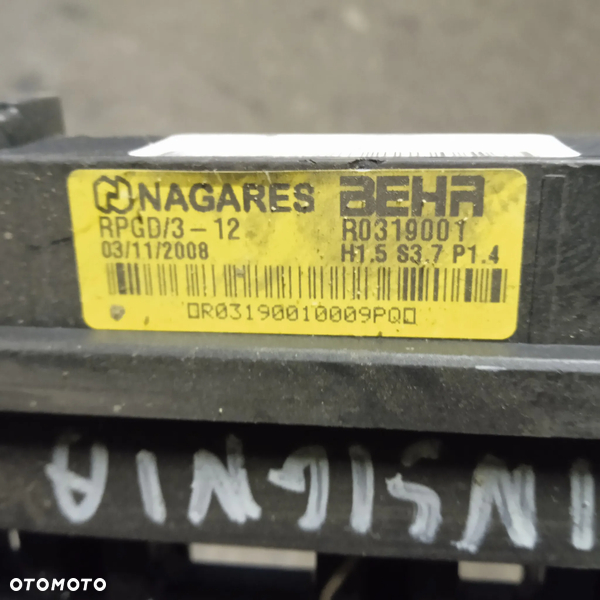 NAGARES BEHR
RPGD/3-12 R0319001
03/11/2008 H1.5 S3.7 P1.4
▯R03190010009PQ▯
INSIGNIA
OTOMOTO